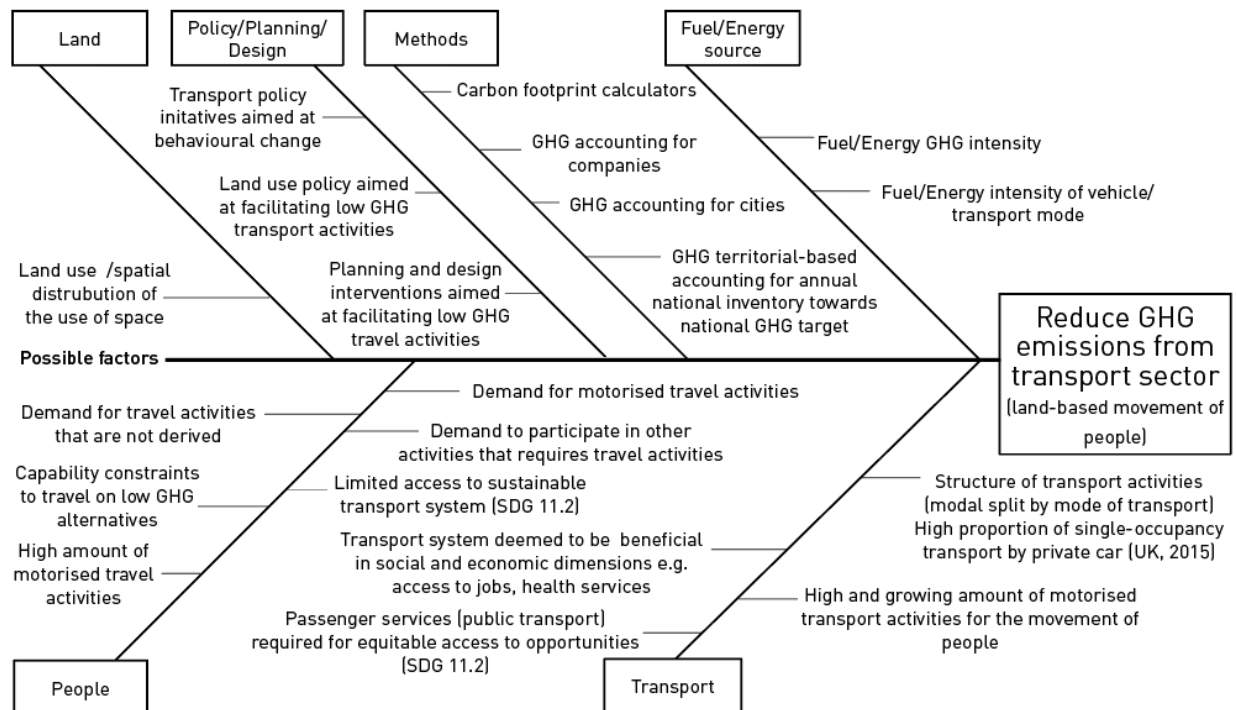 Land
Policy/Planning/
Design
Methods
Fuel/Energy
source
Transport policy
initatives aimed at
behavioural change
Land use policy aimed
at facilitating low GHG
transport activities
Planning and design
interventions aimed
at facilitating low GHG
travel activities
Land use /spatial
distrubution of
the use of space
Carbon footprint calculators
GHG accounting for
companies
GHG accounting for cities
GHG territorial-based
accounting for annual
national inventory towards
national GHG target
Fuel/Energy GHG intensity
Fuel/Energy intensity of vehicle/
transport mode
Possible factors
Reduce GHG
emissions from
transport sector
(land-based movement of
people)
Demand for travel activities
that are not derived
Capability constraints
to travel on low GHG
alternatives
High amount of
motorised travel
activities
Demand for motorised travel activities
Demand to participate in other
activities that requires travel activities
Limited access to sustainable
transport system (SDG 11.2)
Transport system deemed to be beneficial
in social and economic dimensions e.g.
access to jobs, health services
Passenger services (public transport)
required for equitable access to opportunities
(SDG 11.2)
Structure of transport activities
(modal split by mode of transport)
High proportion of single-occupancy
transport by private car (UK, 2015)
High and growing amount of motorised
transport activities for the movement of
people
People
Transport